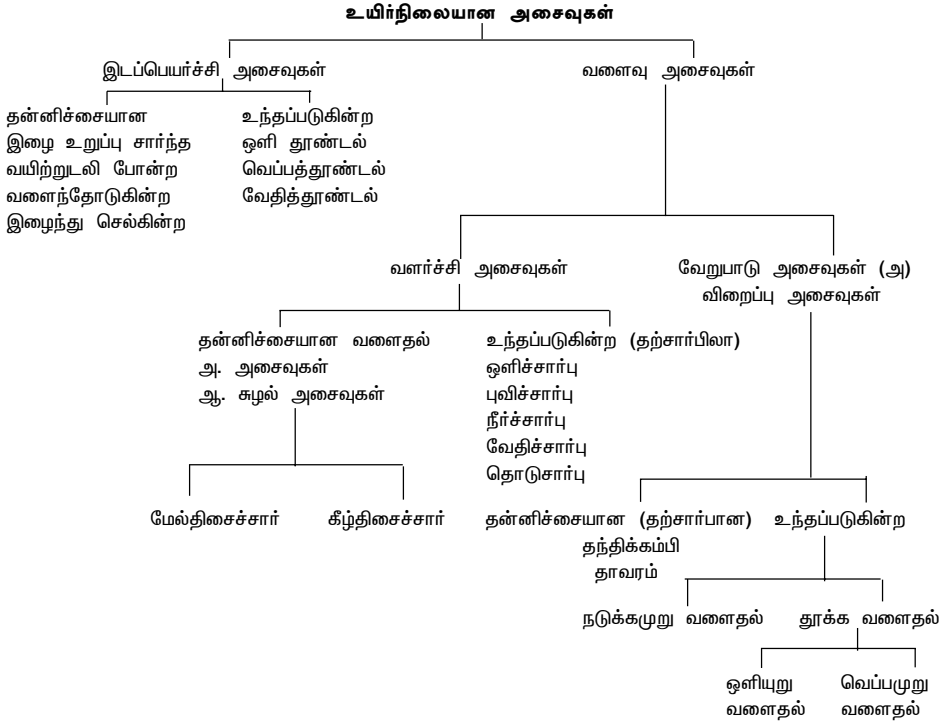 உயிர்நிலையான அசைவுகள்
இடப்பெயர்ச்சி அசைவுகள்
வளைவு அசைவுகள்
தன்னிச்சையான
இழை உறுப்பு சார்ந்த
வயிற்றுடலி போன்ற
வளைந்தோடுகின்ற
இழைந்து செல்கின்ற
உந்தப்படுகின்ற
ஒளி தூண்டல்
வெப்பத்தூண்டல்
வேதித்தூண்டல்
வளர்ச்சி அசைவுகள்
வேறுபாடு அசைவுகள் (அ)
விறைப்பு அசைவுகள்
தன்னிச்சையான வளைதல்
அ. அசைவுகள்
ஆ. சுழல் அசைவுகள்
உந்தப்படுகின்ற (தற்சார்பிலா)
ஒளிச்சார்பு
புவிச்சார்பு
நீர்ச்சார்பு
வேதிச்சார்பு
தொடுசார்பு
மேல்திசைச்சார்
கீழ்திசைச்சார்
தன்னிச்சையான (தற்சார்பான)
தந்திக்கம்பி
தாவரம்
உந்தப்படுகின்ற
நடுக்கமுறு வளைதல்
தூக்க வளைதல்
ஒளியுறு
வளைதல்
வெப்பமுறு
வளைதல்